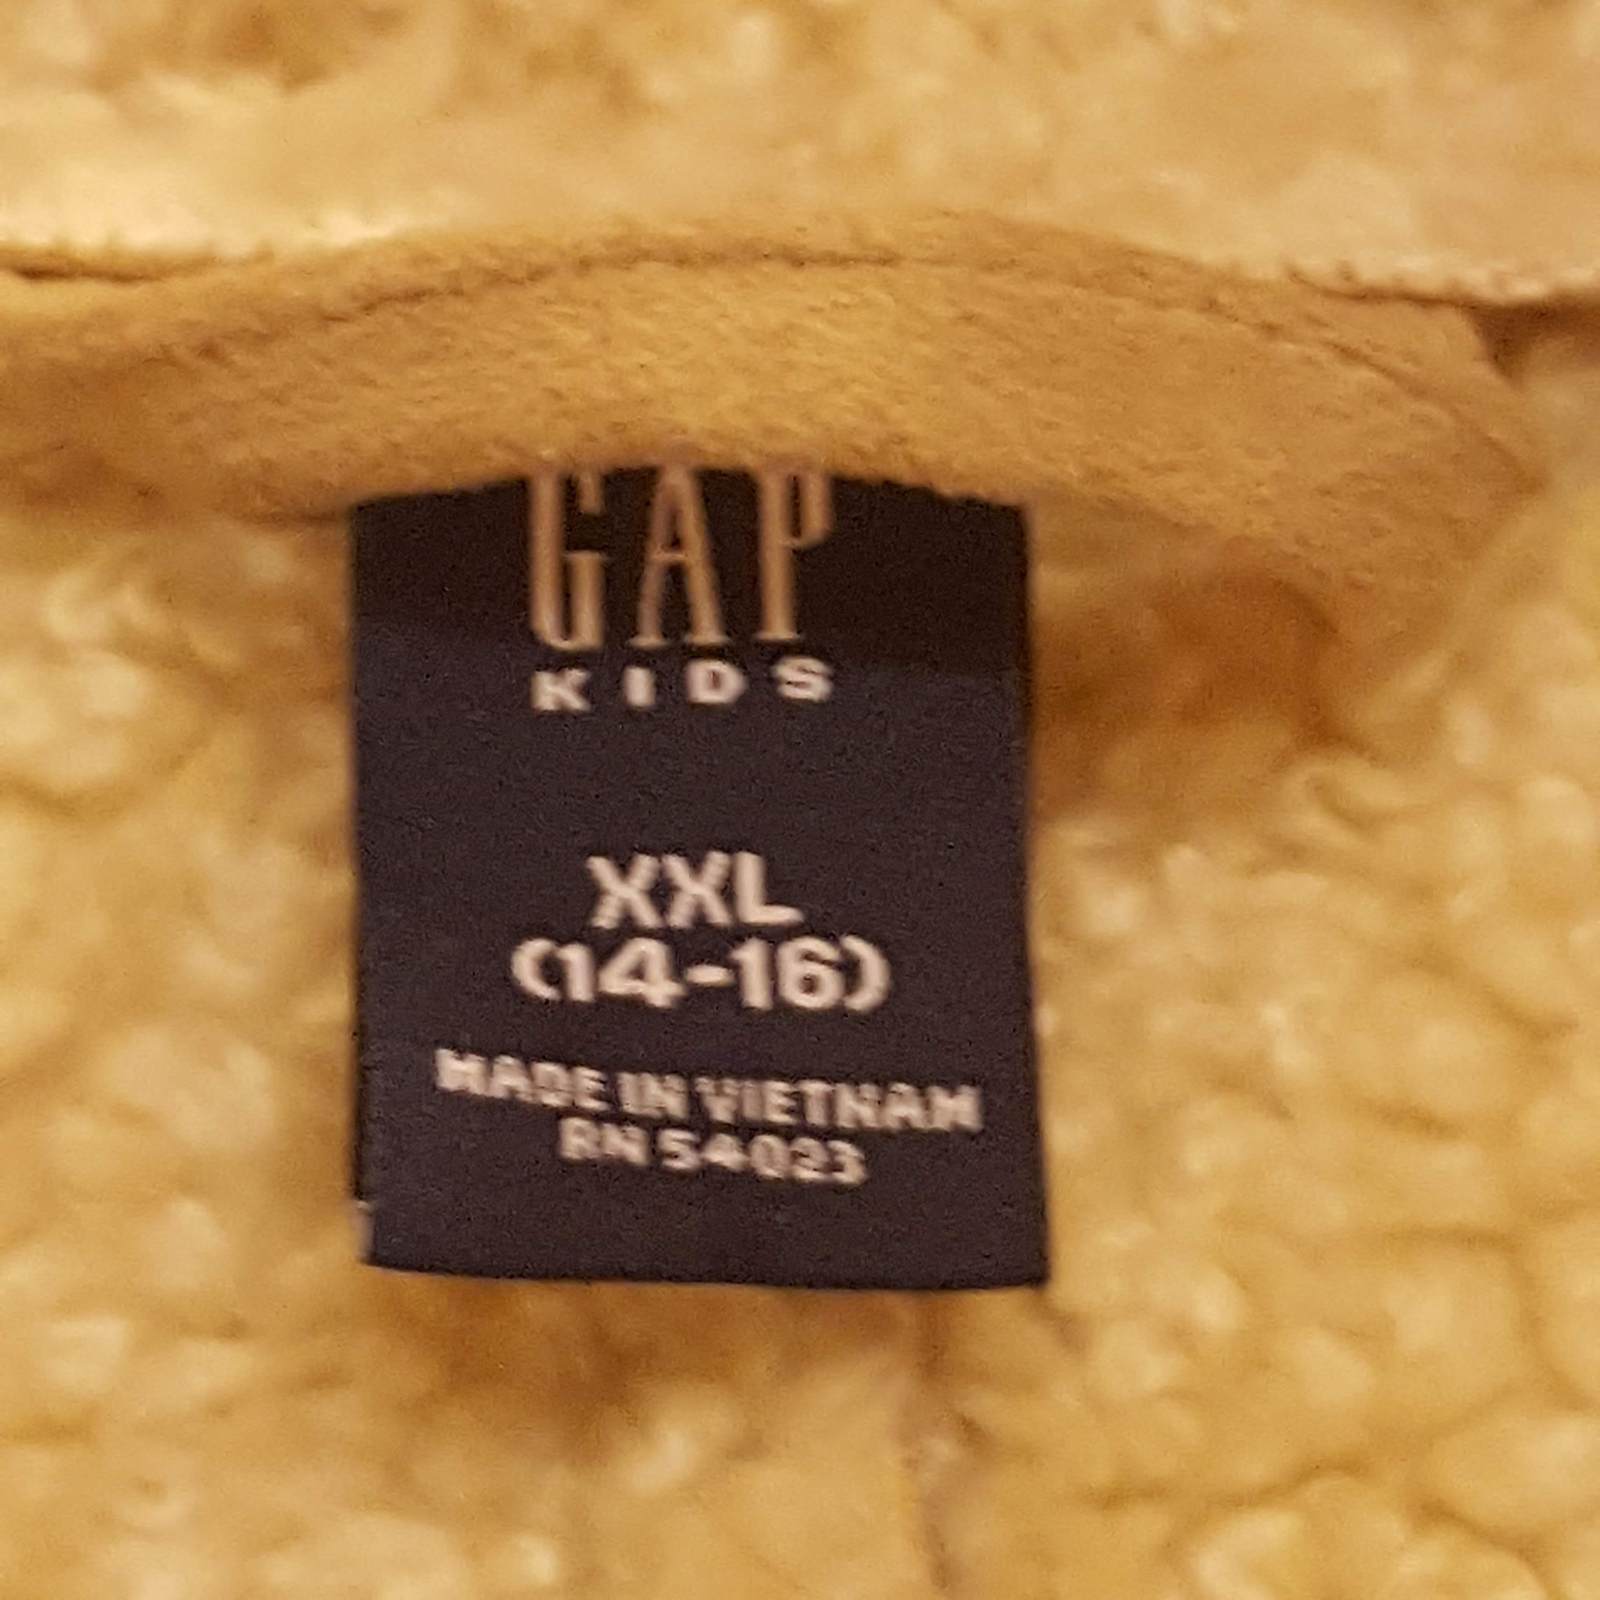 GAP
KIDS
XXL
(14-16)
MADE IN VIETNAM
RN 54023